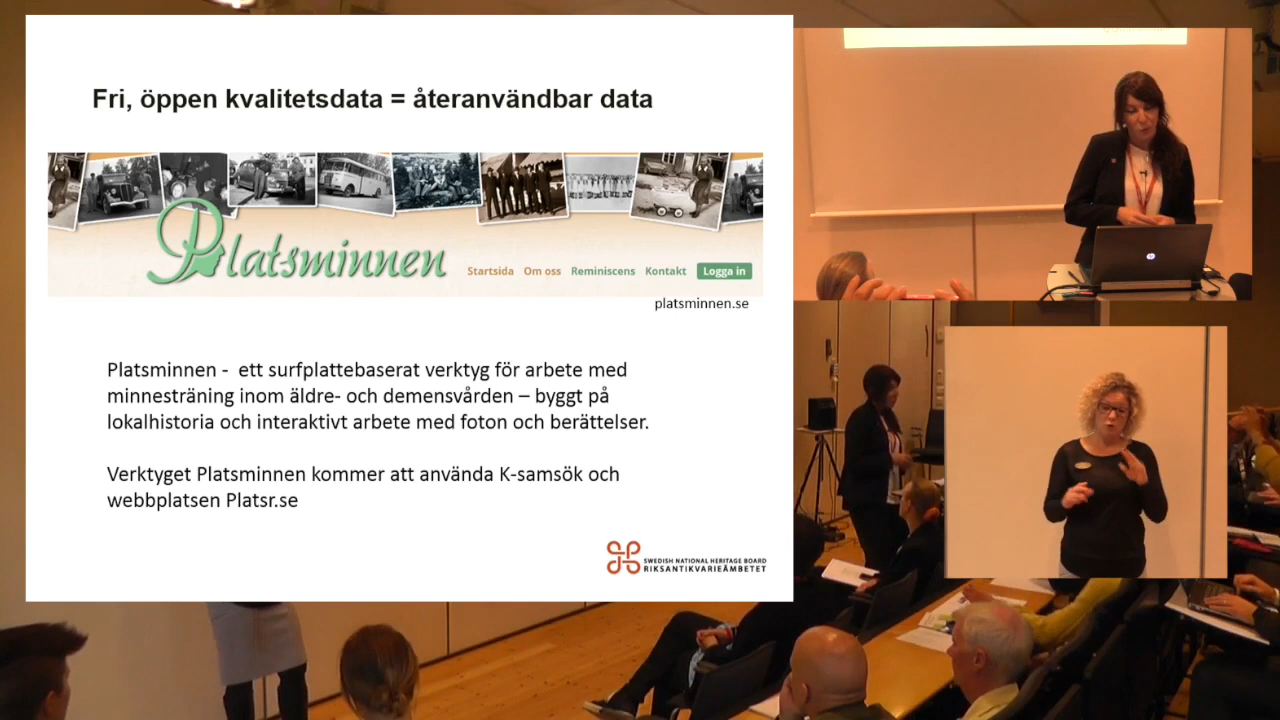 Fri, öppen kvalitetsdata = återanvändbar data
Platsminnen
Startsida Om oss Reminiscens Kontakt Logga in
platsminnen.se
Platsminnen - ett surfplattebaserat verktyg för arbete med
minnesträning inom äldre- och demensvården – byggt på
lokalhistoria och interaktivt arbete med foton och berättelser.
Verktyget Platsminnen kommer att använda K-samsök och
webbplatsen Platsr.se
SWEDISH NATIONAL HERITAGE BOARD
RIKSANTIKVARIEÄMBETET
hp